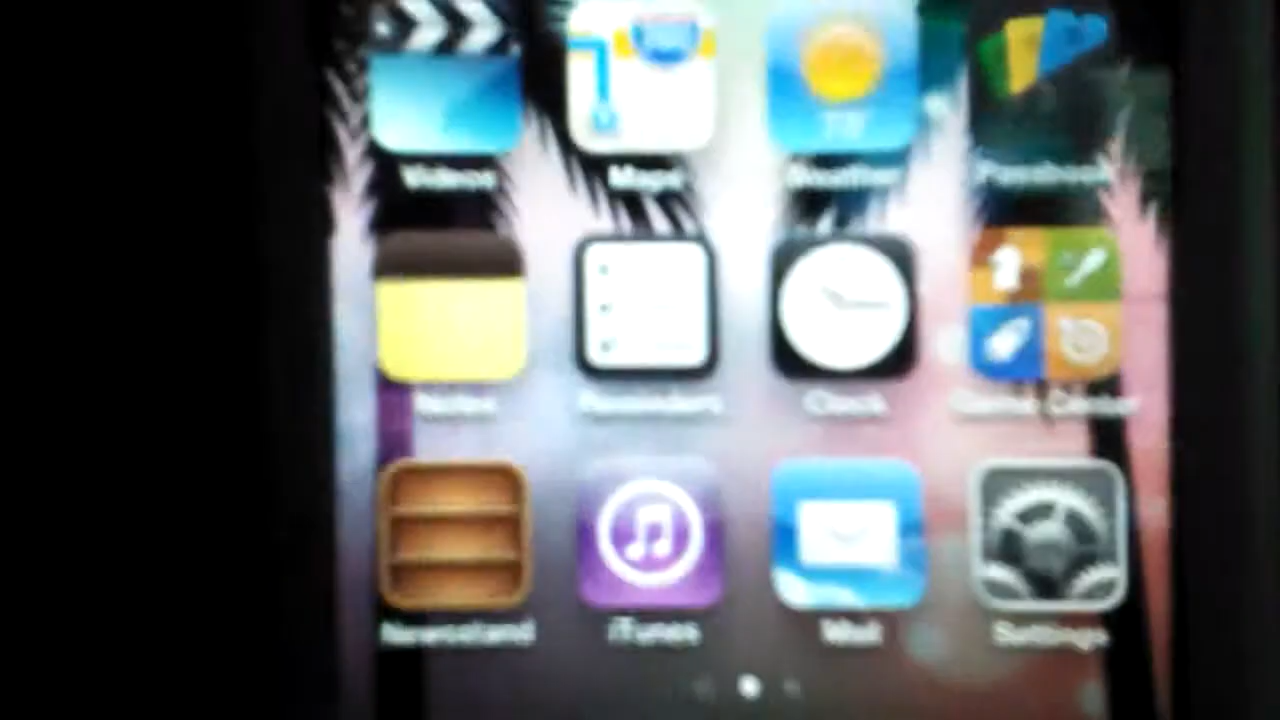 Videos Maps Weather Passbook
Notes Reminders Clock Game Center
Newsstand iTunes Mail Settings